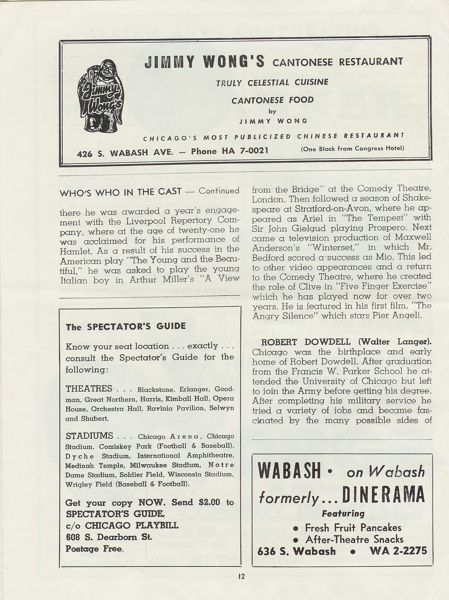 Jimmy
Wong's
JIMMY WONG'S CANTONESE RESTAURANT
TRULY CELESTIAL CUISINE
CANTONESE FOOD
by
JIMMY WONG
CHICAGO'S MOST PUBLICIZED CHINESE RESTAURANT
426 S. WABASH AVE. — Phone HA 7-0021 (One Block from Congress Hotel)
WHO'S WHO IN THE CAST — Continued
there he was awarded a year's engage-
ment with the Liverpool Repertory Com-
pany, where at the age of twenty-one he
was acclaimed for his performance of
Hamlet. As a result of his success in the
American play "The Young and the Beau-
tiful," he was asked to play the young
Italian boy in Arthur Miller's "A View
from the Bridge" at the Comedy Theatre,
London. Then followed a season of Shake-
speare at Stratford-on-Avon, where he ap-
peared as Ariel in "The Tempest" with
Sir John Gielgud playing Prospero. Next
came a television production of Maxwell
Anderson's "Winterset," in which Mr.
Bedford scored a success as Mio. This led
to other video appearances and a return
to the Comedy Theatre, where he created
the role of Clive in "Five Finger Exercise"
which he has played now for over two
years. He is featured in his first film, "The
Angry Silence" which stars Pier Angeli.
ROBERT DOWDELL (Walter Langer).
Chicago was the birthplace and early
home of Robert Dowdell. After graduation
from the Francis W. Parker School he at-
tended the University of Chicago but left
to join the Army before getting his degree.
After completing his military service he
tried a variety of jobs and became fas-
cinated by the many possible sides of
The SPECTATOR'S GUIDE
Know your seat location . . . exactly . . .
consult the Spectator's Guide for the
following:
THEATRES . . . Blackstone, Erlanger, Good-
man, Great Northern, Harris, Kimball Hall, Opera
House, Orchestra Hall, Ravinia Pavilion, Selwyn
and Shubert.
STADIUMS . . . Chicago Arena, Chicago
Stadium, Comiskey Park (Football & Baseball),
Dyche Stadium, International Amphitheatre,
Medinah Temple, Milwaukee Stadium, Notre
Dame Stadium, Soldier Field, Wisconsin Stadium,
Wrigley Field (Baseball & Football).
Get your copy NOW. Send $2.00 to
SPECTATOR'S GUIDE,
c/o CHICAGO PLAYBILL
608 S. Dearborn St.
Postage Free.
WABASH • on Wabash
formerly... DINERAMA
Featuring
• Fresh Fruit Pancakes
• After-Theatre Snacks
636 S. Wabash • WA 2-2275
12